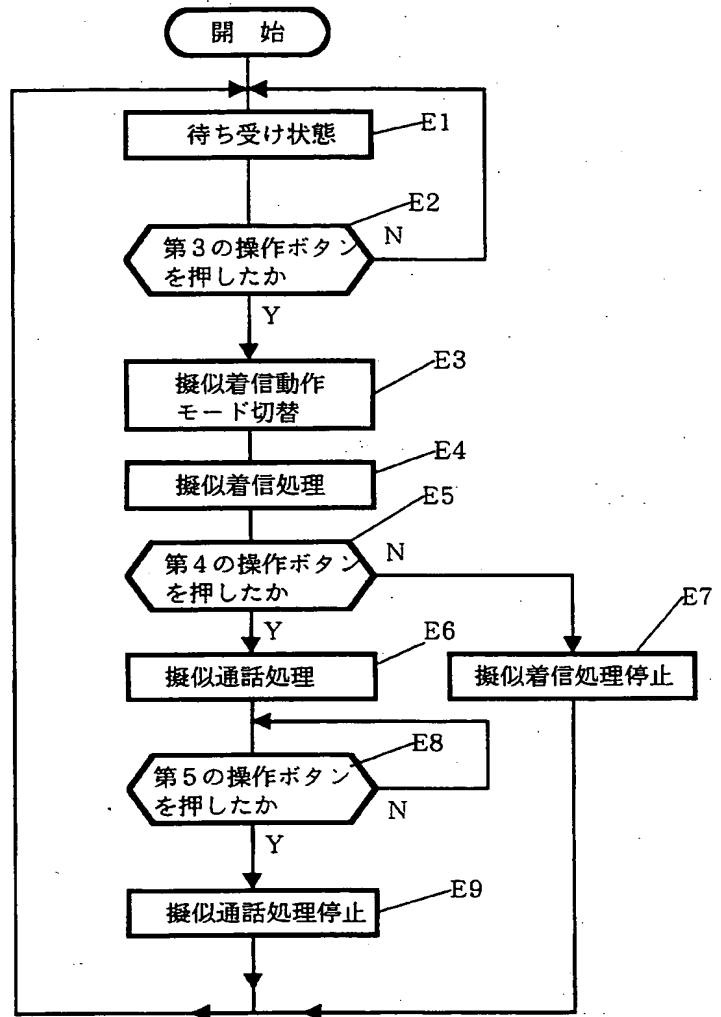 開 始
待ち受け状態
E1
E2
第3の操作ボタン
を押したか
N
Y
擬似着信動作
モード切替
E3
擬似着信処理
E4
E5
第4の操作ボタン
を押したか
N
Y
E6
擬似通話処理
E7
擬似着信処理停止
E8
第5の操作ボタン
を押したか
N
Y
擬似通話処理停止
E9